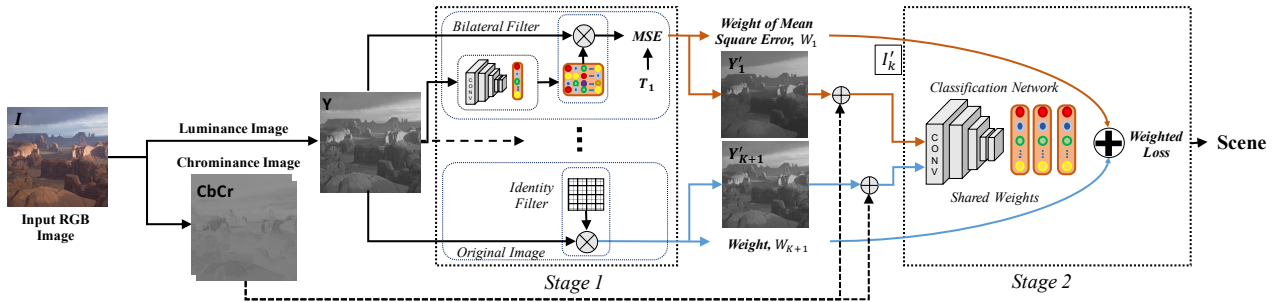 I
Input RGB
Image
Luminance Image
Chrominance Image
CbCr
Y
Bilateral Filter
CONV
MSE
T₁
Identity
Filter
Original Image
Stage 1
Weight of Mean
Square Error, W₁
Y′₁
Y′ₖ₊₁
Weight, Wₖ₊₁
I′ₖ
Classification Network
CONV
Shared Weights
Weighted
Loss
Stage 2
Scene